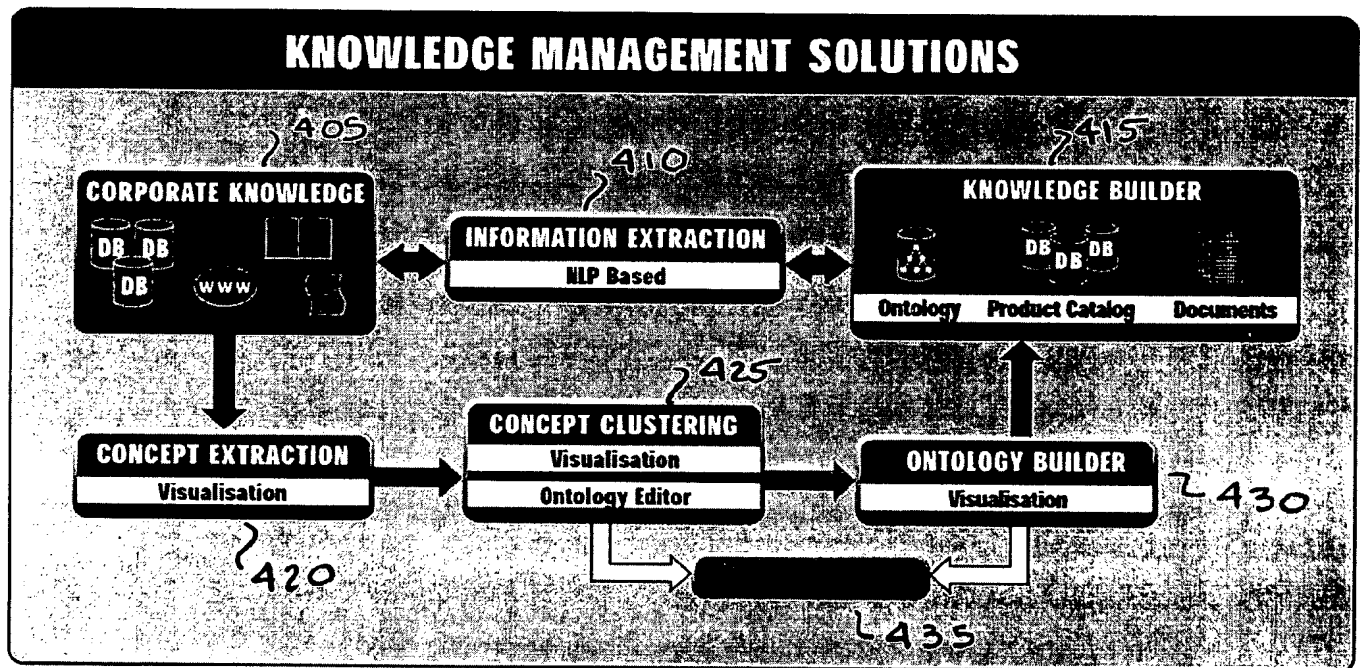 KNOWLEDGE MANAGEMENT SOLUTIONS
405
CORPORATE KNOWLEDGE
DB DB
DB
WWW
410
INFORMATION EXTRACTION
NLP Based
415
KNOWLEDGE BUILDER
DB DB
DB
Ontology Product Catalog Documents
CONCEPT EXTRACTION
Visualisation
420
425
CONCEPT CLUSTERING
Visualisation
Ontology Editor
ONTOLOGY BUILDER
Visualisation
430
435